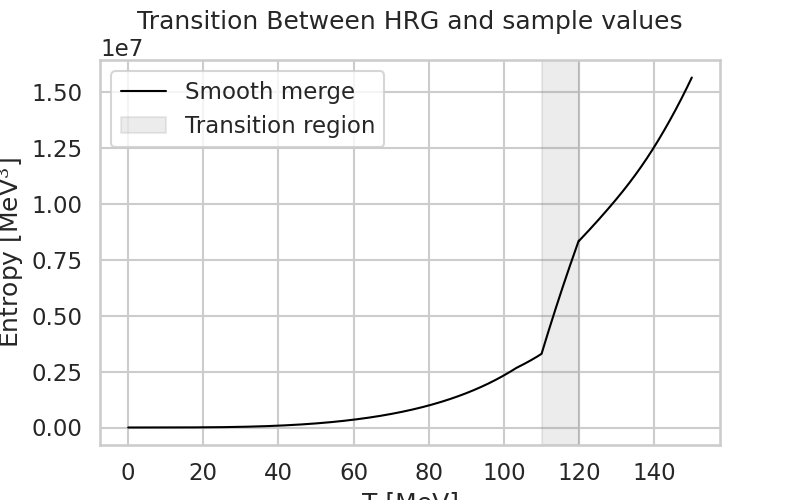 Transition Between HRG and sample values
1e7
Smooth merge
Transition region
1.50
1.25
1.00
0.75
0.50
0.25
0.00
Entropy [MeV³]
0 20 40 60 80 100 120 140
T [MeV]